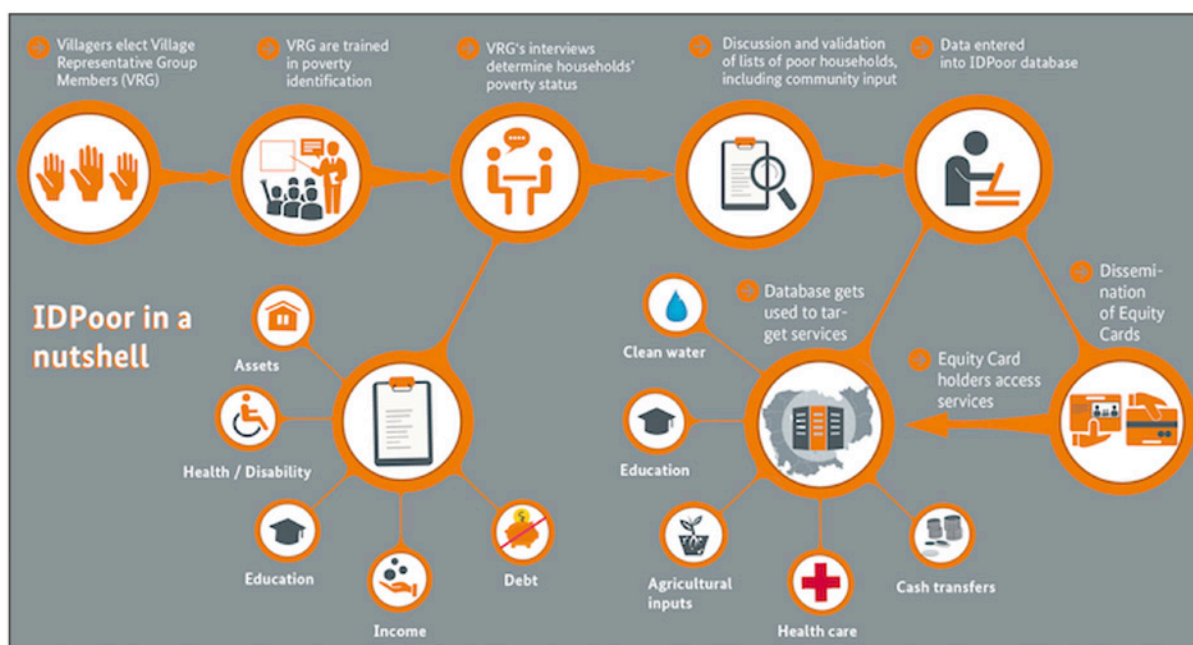 Villagers elect Village
Representative Group
Members (VRG)
VRG are trained
in poverty
identification
VRG's interviews
determine households'
poverty status
Discussion and validation
of lists of poor households,
including community input
Data entered
into IDPoor database
IDPoor in a
nutshell
Assets
Health / Disability
Education
Income
Debt
Database gets
used to tar-
get services
Clean water
Education
Agricultural
inputs
Health care
Cash transfers
Equity Card
holders access
services
Dissemi-
nation
of Equity
Cards